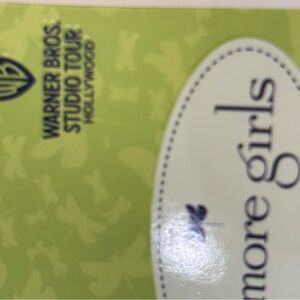 WARNER BROS.
STUDIO TOUR
HOLLYWOOD
more girls